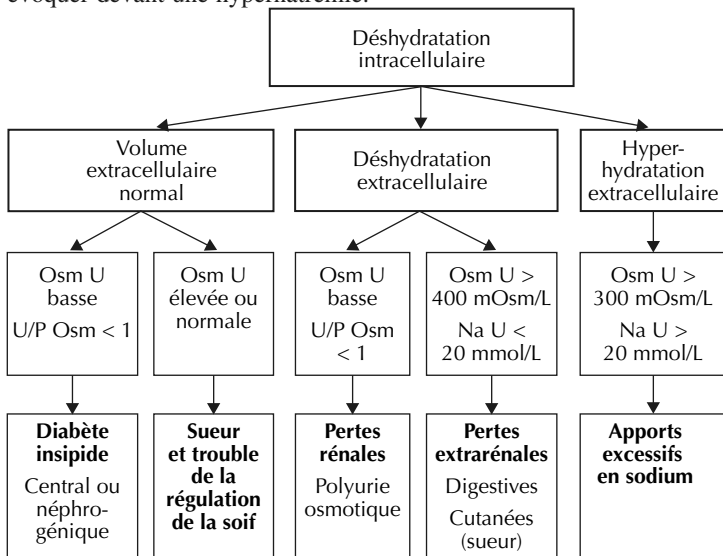 évoquer devant une hypernatrémie.
Déshydratation
intracellulaire
Volume
extracellulaire
normal
Déshydratation
extracellulaire
Hyper-
hydratation
extracellulaire
Osm U
basse
U/P Osm < 1
Osm U
élevée ou
normale
Osm U
basse
U/P Osm
< 1
Osm U >
400 mOsm/L
Na U <
20 mmol/L
Osm U >
300 mOsm/L
Na U >
20 mmol/L
Diabète
insipide
Central ou
néphro-
génique
Sueur
et trouble
de la
régulation
de la soif
Pertes
rénales
Polyurie
osmotique
Pertes
extrarénales
Digestives
Cutanées
(sueur)
Apports
excessifs
en sodium